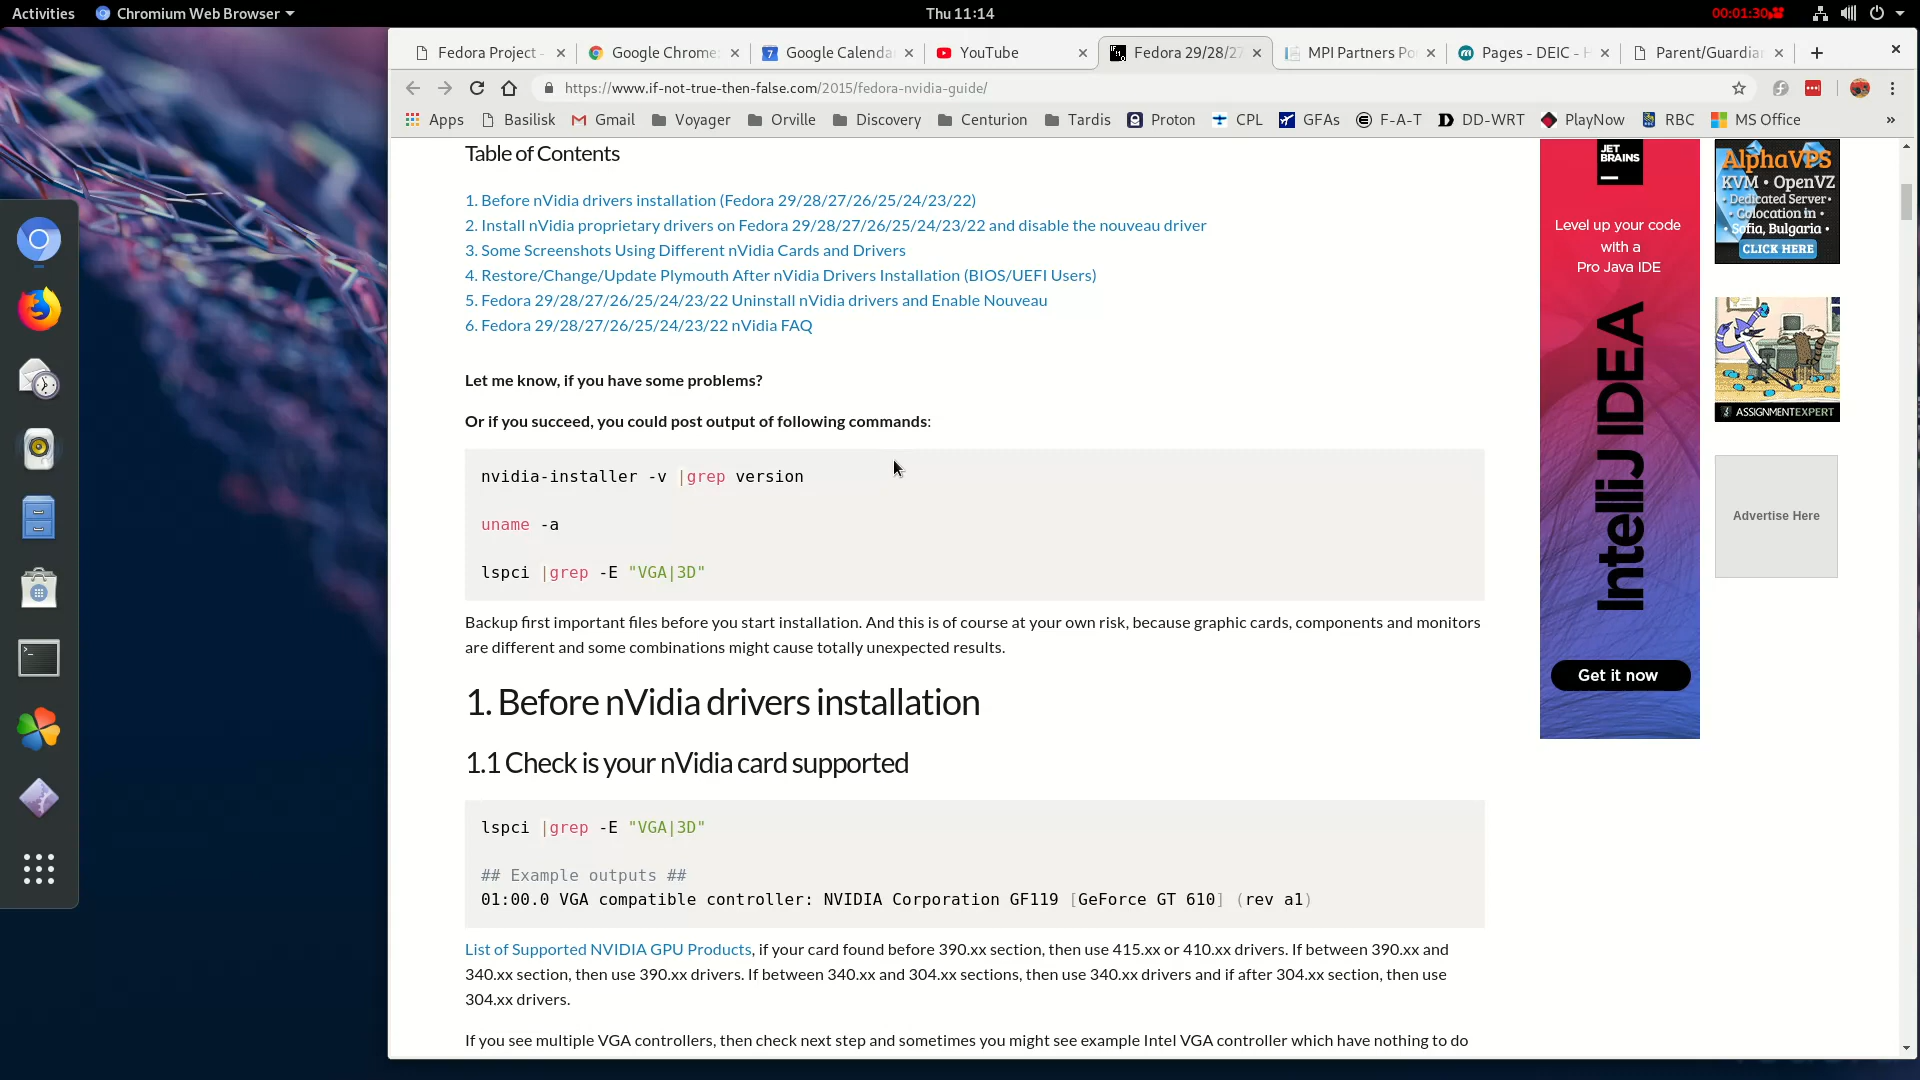 Activities
Chromium Web Browser
Thu 11:14
00:01:30
Fedora Project -
Google Chrome
Google Calenda
YouTube
Fedora 29/28/27
MPI Partners Po
Pages - DEIC - H
Parent/Guardia
https://www.if-not-true-then-false.com/2015/fedora-nvidia-guide/
Apps
Basilisk
Gmail
Voyager
Orville
Discovery
Centurion
Tardis
Proton
CPL
GFAs
F-A-T
DD-WRT
PlayNow
RBC
MS Office
»
Table of Contents
1. Before nVidia drivers installation (Fedora 29/28/27/26/25/24/23/22)
2. Install nVidia proprietary drivers on Fedora 29/28/27/26/25/24/23/22 and disable the nouveau driver
3. Some Screenshots Using Different nVidia Cards and Drivers
4. Restore/Change/Update Plymouth After nVidia Drivers Installation (BIOS/UEFI Users)
5. Fedora 29/28/27/26/25/24/23/22 Uninstall nVidia drivers and Enable Nouveau
6. Fedora 29/28/27/26/25/24/23/22 nVidia FAQ
Let me know, if you have some problems?
Or if you succeed, you could post output of following commands:
nvidia-installer -v |grep version
uname -a
lspci |grep -E "VGA|3D"
Backup first important files before you start installation. And this is of course at your own risk, because graphic cards, components and monitors
are different and some combinations might cause totally unexpected results.
1. Before nVidia drivers installation
1.1 Check is your nVidia card supported
lspci |grep -E "VGA|3D"
## Example outputs ##
01:00.0 VGA compatible controller: NVIDIA Corporation GF119 [GeForce GT 610] (rev a1)
List of Supported NVIDIA GPU Products, if your card found before 390.xx section, then use 415.xx or 410.xx drivers. If between 390.xx and
340.xx section, then use 390.xx drivers. If between 340.xx and 304.xx sections, then use 340.xx drivers and if after 304.xx section, then use
304.xx drivers.
If you see multiple VGA controllers, then check next step and sometimes you might see example Intel VGA controller which have nothing to do
JET
BRAINS
Level up your code
with a
Pro Java IDE
IntelliJ IDEA
Get it now
AlphaVPS
KVM • OpenVZ
• Dedicated Server •
• Colocation in •
• Sofia, Bulgaria •
CLICK HERE
ASSIGNMENTEXPERT
Advertise Here